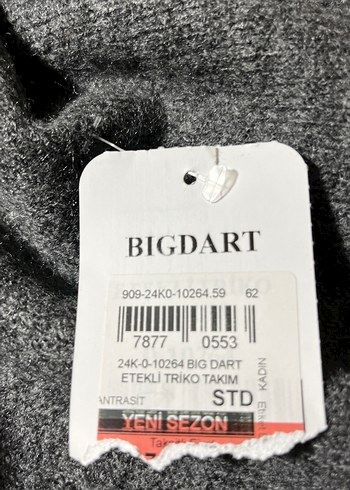 BIGDART
909-24K0-10264.59 62
7877 0553
24K-0-10264 BIG DART
ETEKLİ TRİKO TAKIM
ANTRASİT STD
KADIN
YENİ SEZON